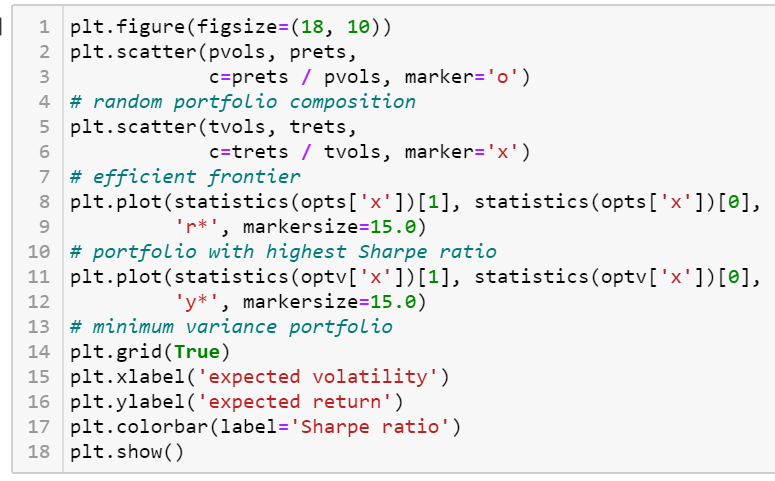 1 plt.figure(figsize=(18, 10))
2 plt.scatter(pvols, prets,
3             c=prets / pvols, marker='o')
4 # random portfolio composition
5 plt.scatter(tvols, trets,
6             c=trets / tvols, marker='x')
7 # efficient frontier
8 plt.plot(statistics(opts['x'])[1], statistics(opts['x'])[0],
9          'r*', markersize=15.0)
10 # portfolio with highest Sharpe ratio
11 plt.plot(statistics(optv['x'])[1], statistics(optv['x'])[0],
12          'y*', markersize=15.0)
13 # minimum variance portfolio
14 plt.grid(True)
15 plt.xlabel('expected volatility')
16 plt.ylabel('expected return')
17 plt.colorbar(label='Sharpe ratio')
18 plt.show()